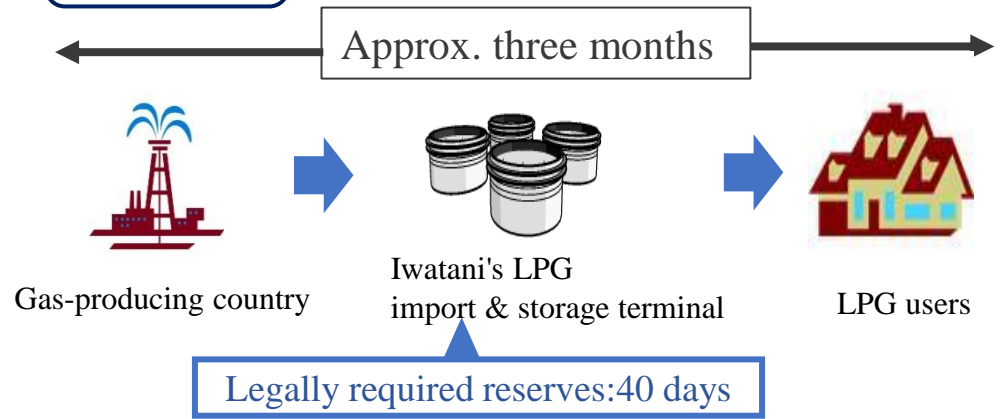 Approx. three months
Gas-producing country
Iwatani's LPG
import & storage terminal
LPG users
Legally required reserves:40 days